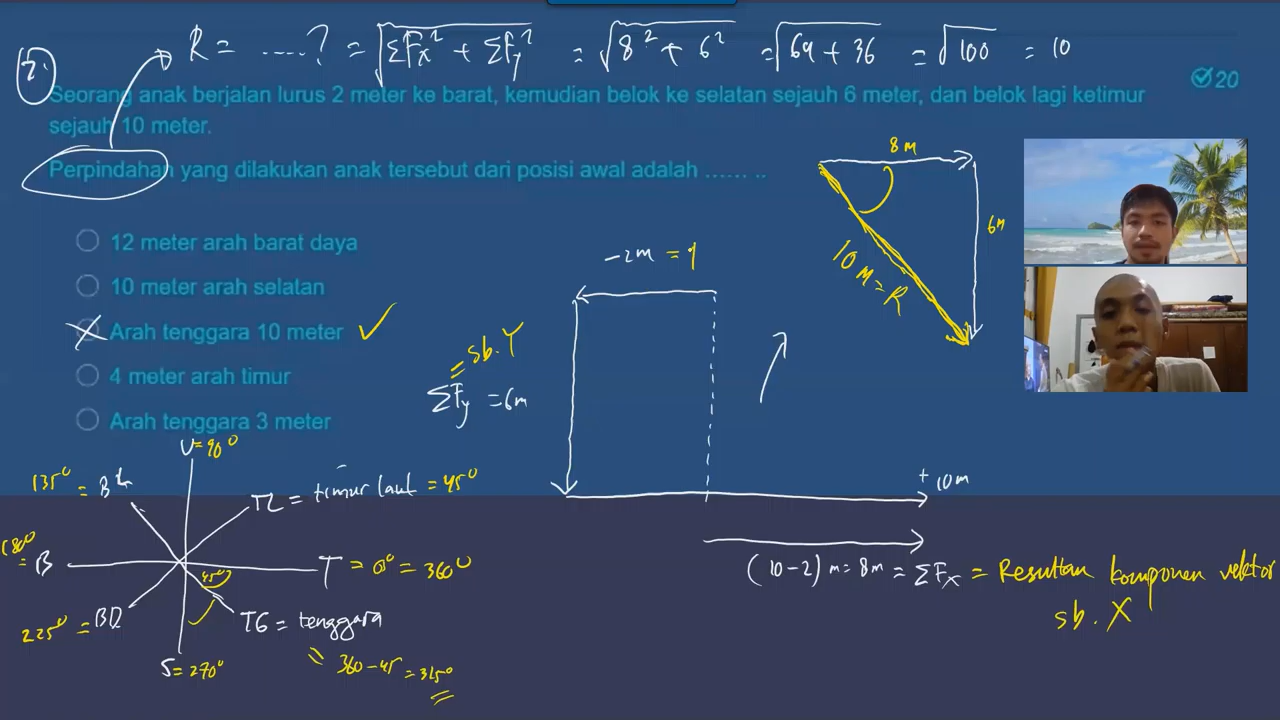 2.
R = ..... ? = √ΣFx² + ΣFy² = √8² + 6² = √64 + 36 = √100 = 10
20
Seorang anak berjalan lurus 2 meter ke barat, kemudian belok ke selatan sejauh 6 meter, dan belok lagi ketimur
sejauh 10 meter.
Perpindahan yang dilakukan anak tersebut dari posisi awal adalah ...... ..
12 meter arah barat daya
10 meter arah selatan
Arah tenggara 10 meter
4 meter arah timur
Arah tenggara 3 meter
8 M
6M
10 M = R
-2M =
= sb. Y
ΣFy = 6m
+ 10m
(10-2) m = 8m = ΣFx = Resultan komponen vektor
sb. X
U = 90°
135° = BL
TL = timur laut = 45°
180° = B
T = 0° = 360°
45°
225° = BD
TG = tenggara
= 360-45 = 315°
S = 270°